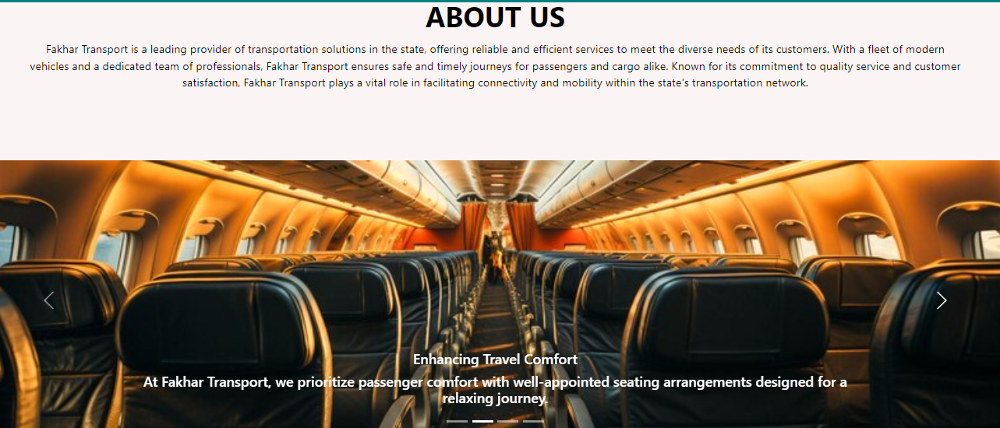 ABOUT US
Fakhar Transport is a leading provider of transportation solutions in the state, offering reliable and efficient services to meet the diverse needs of its customers. With a fleet of modern
vehicles and a dedicated team of professionals, Fakhar Transport ensures safe and timely journeys for passengers and cargo alike. Known for its commitment to quality service and customer
satisfaction, Fakhar Transport plays a vital role in facilitating connectivity and mobility within the state's transportation network.
Enhancing Travel Comfort
At Fakhar Transport, we prioritize passenger comfort with well-appointed seating arrangements designed for a
relaxing journey.